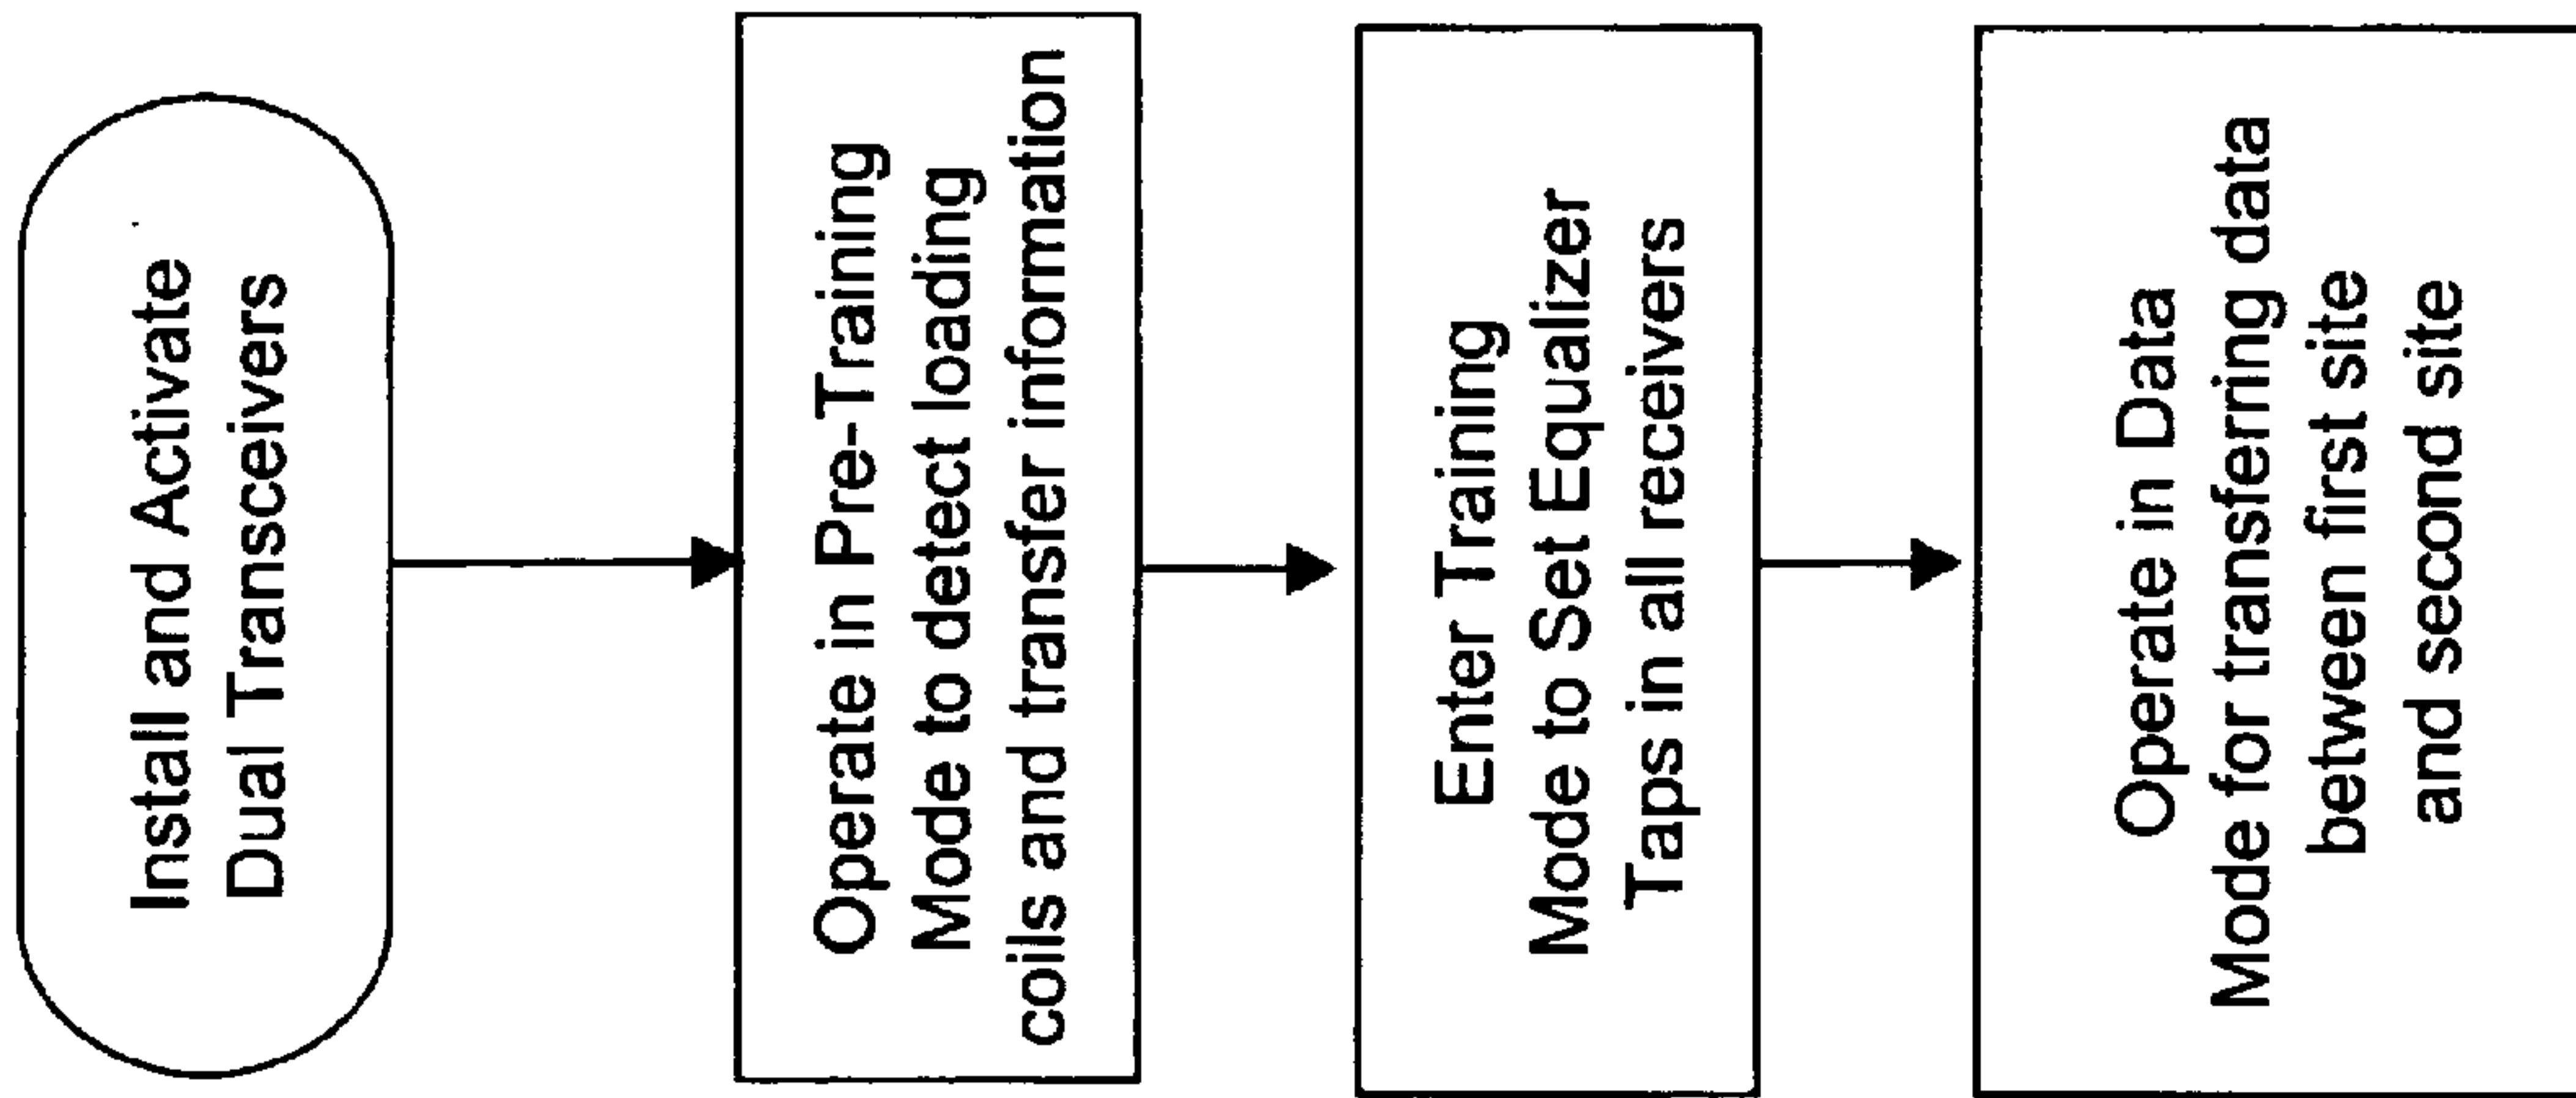 Install and Activate
Dual Transceivers
Operate in Pre-Training
Mode to detect loading
coils and transfer information
Enter Training
Mode to Set Equalizer
Taps in all receivers
Operate in Data
Mode for transferring data
between first site
and second site